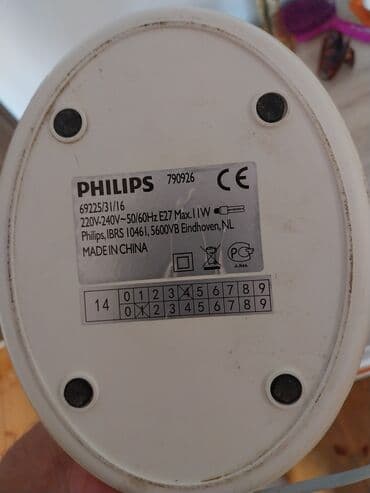 PHILIPS 790926 CE
69225/31/16
220V-240V~50/60Hz E27 Max.11W
Philips, IBRS 10461, 5600VB Eindhoven, NL
MADE IN CHINA
14 0 1 2 3 4 5 6 7 8 9
0 1 2 3 4 5 6 7 8 9